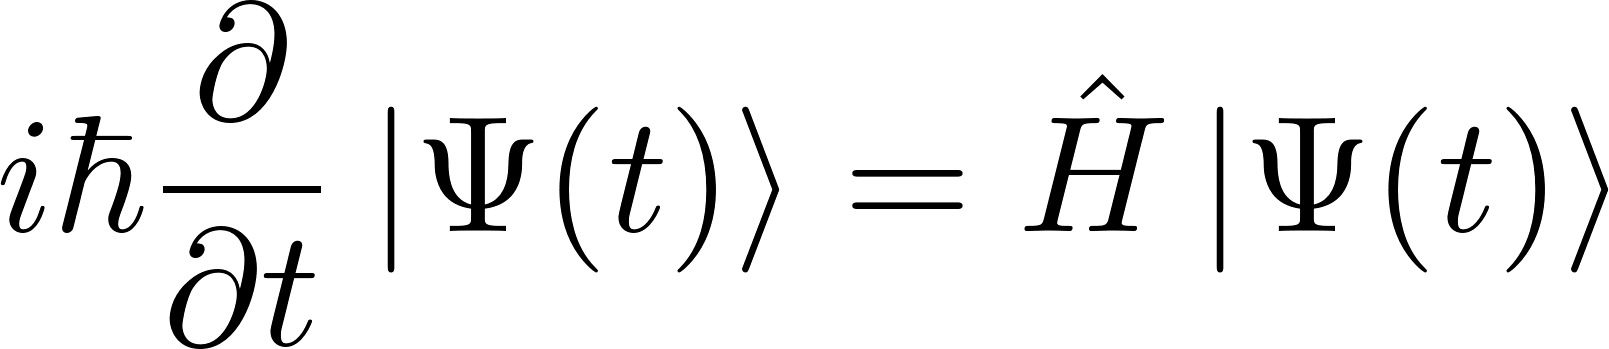 iħ ∂/∂t |Ψ(t)⟩ = Ĥ |Ψ(t)⟩